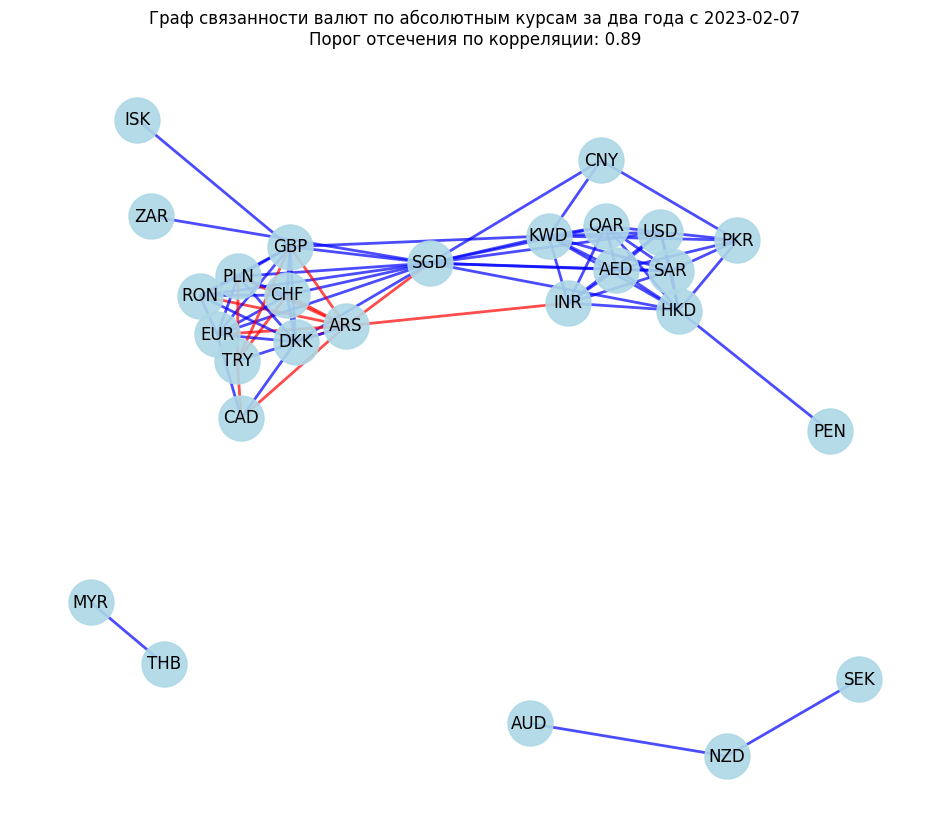 Граф связанности валют по абсолютным курсам за два года с 2023-02-07
Порог отсечения по корреляции: 0.89
ISK
CNY
ZAR
GBP
KWD
QAR
USD
PKR
PLN
SGD
AED
SAR
RON
CHF
INR
HKD
EUR
DKK
ARS
TRY
CAD
PEN
MYR
THB
SEK
AUD
NZD